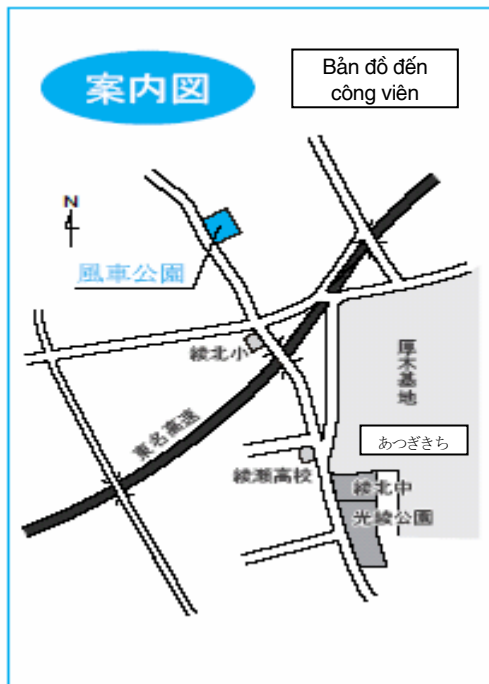 案内図
Bản đồ đến
công viên
N
風車公園
綾北小
東名高速
厚木基地
あつぎきち
綾瀬高校
綾北中
光綾公園